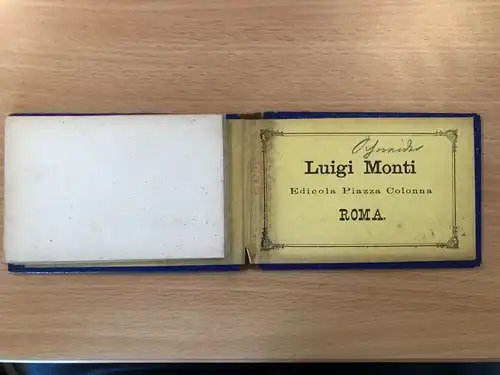 Luigi Monti
Edicola Piazza Colonna
ROMA.